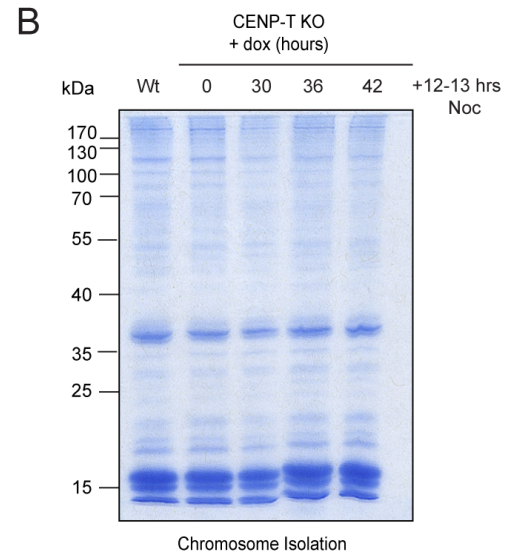 B
CENP-T KO
+ dox (hours)
kDa
Wt 0 30 36 42 +12-13 hrs
Noc
170
130
100
70
55
40
35
25
15
Chromosome Isolation